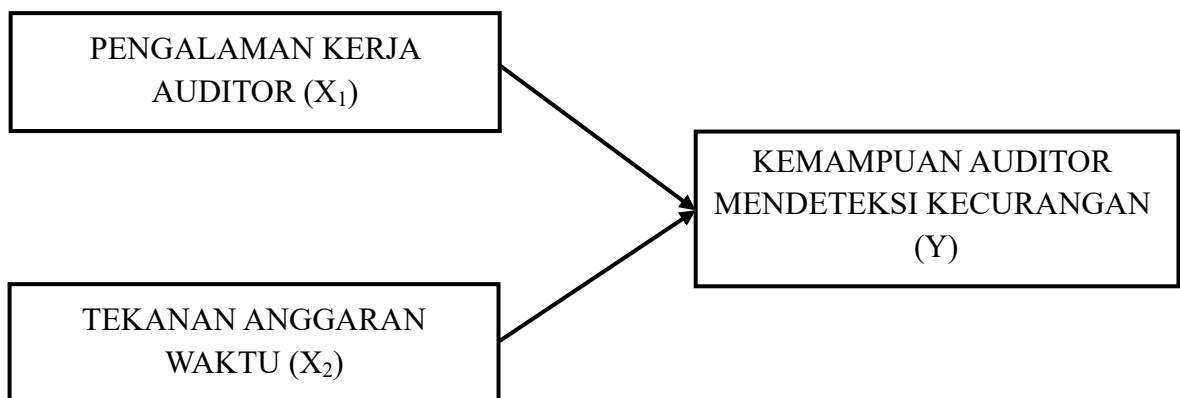 PENGALAMAN KERJA
AUDITOR (X₁)
KEMAMPUAN AUDITOR
MENDETEKSI KECURANGAN
(Y)
TEKANAN ANGGARAN
WAKTU (X₂)